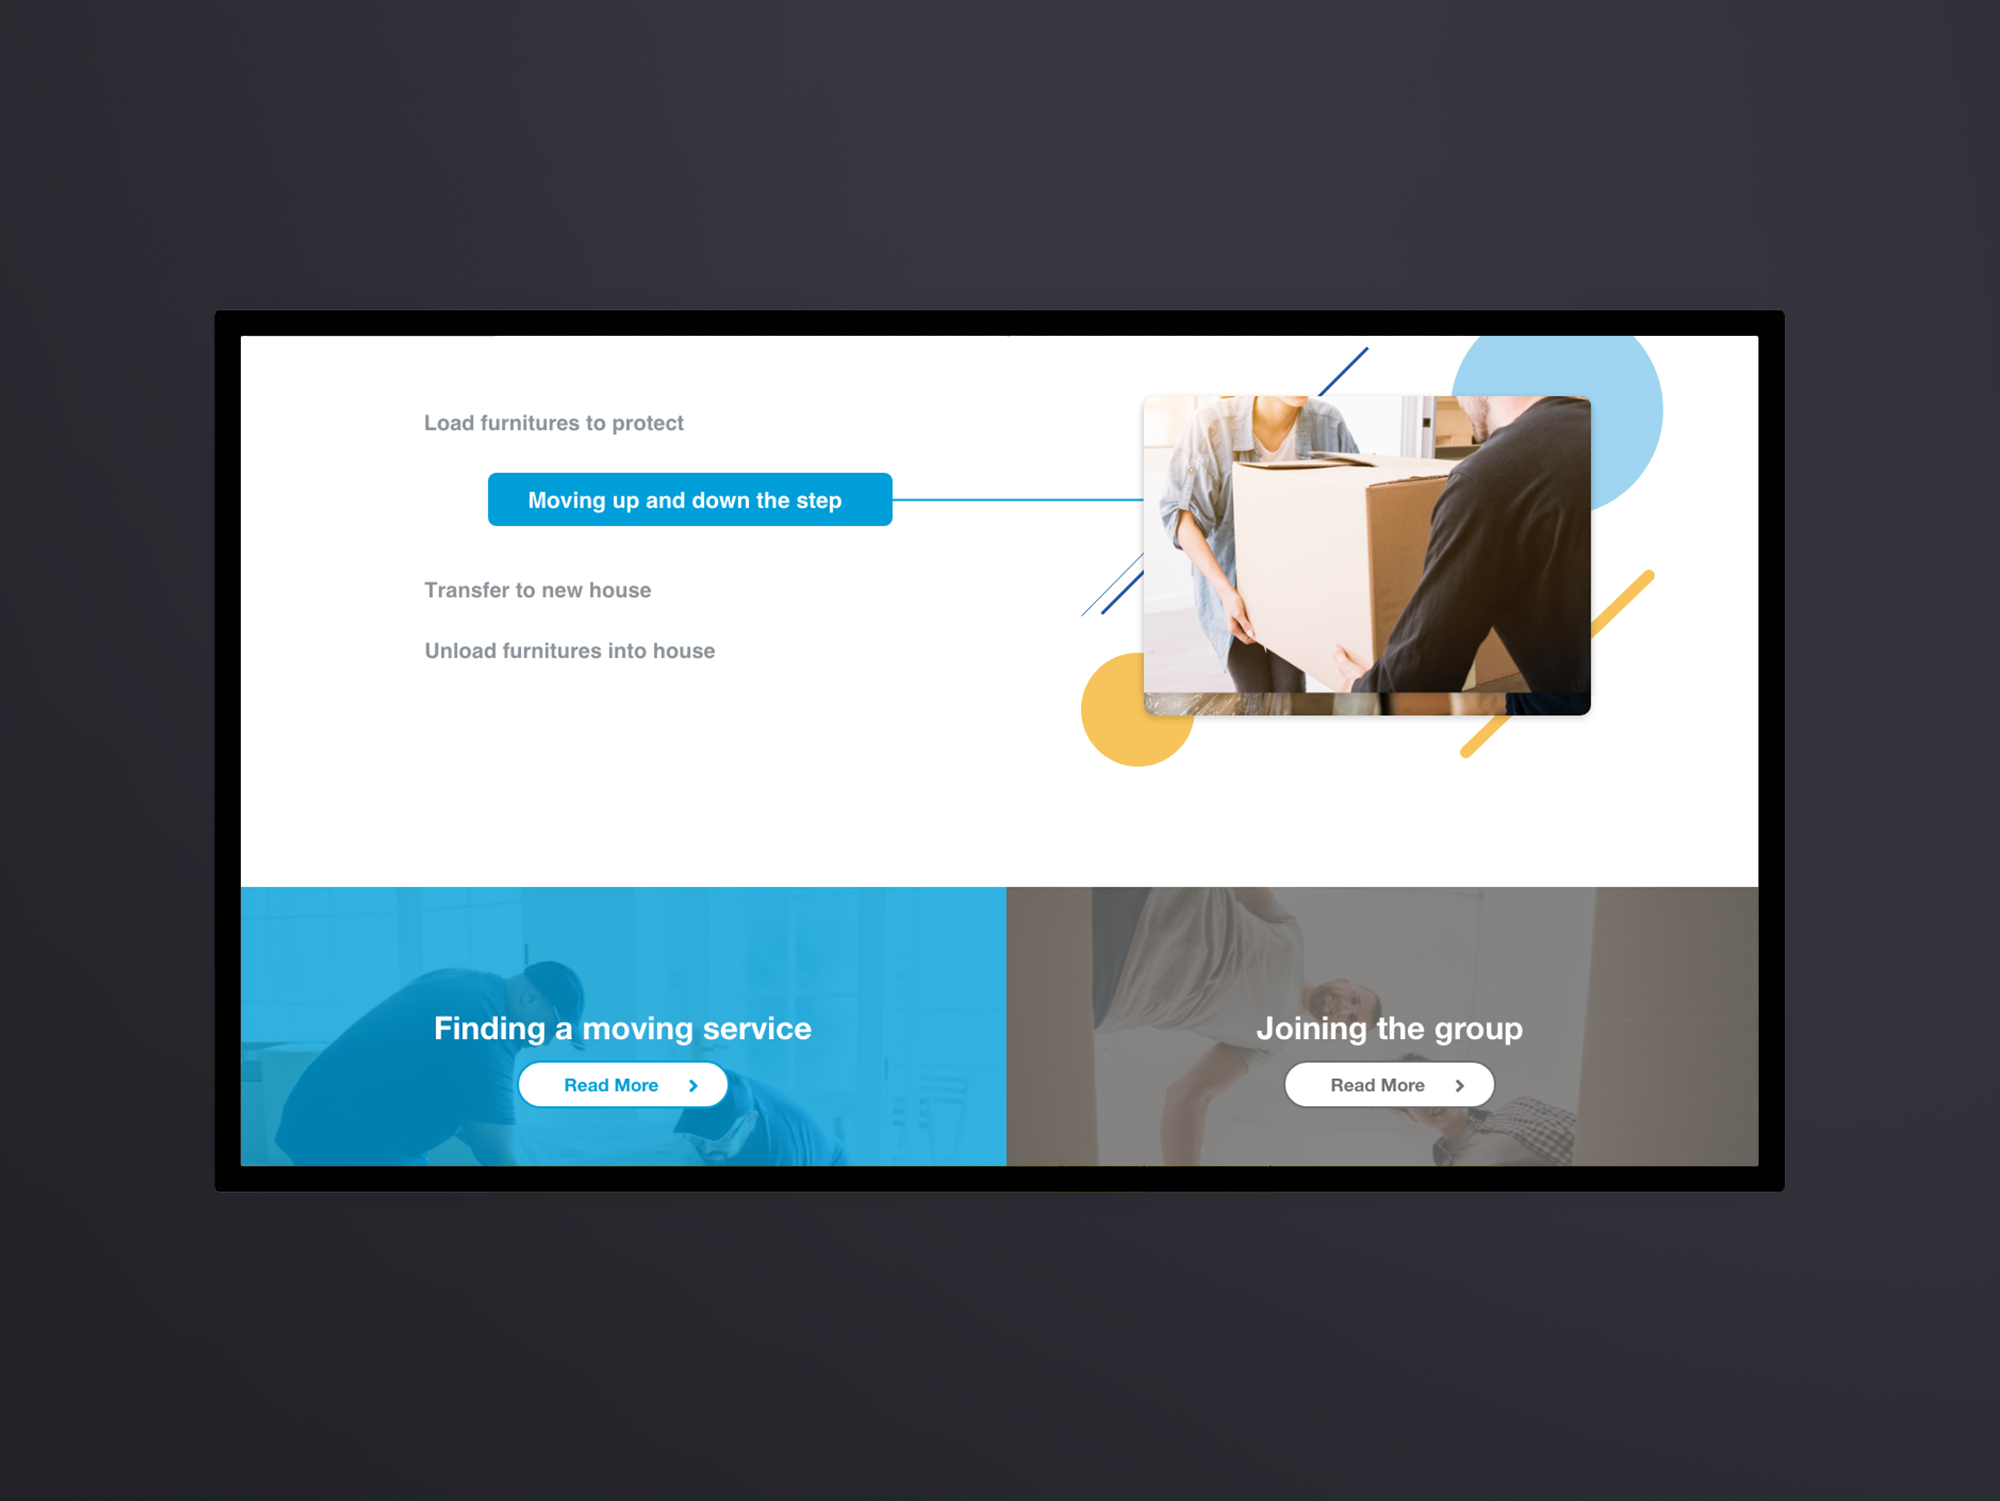 Load furnitures to protect
Moving up and down the step
Transfer to new house
Unload furnitures into house
Finding a moving service
Read More
Joining the group
Read More